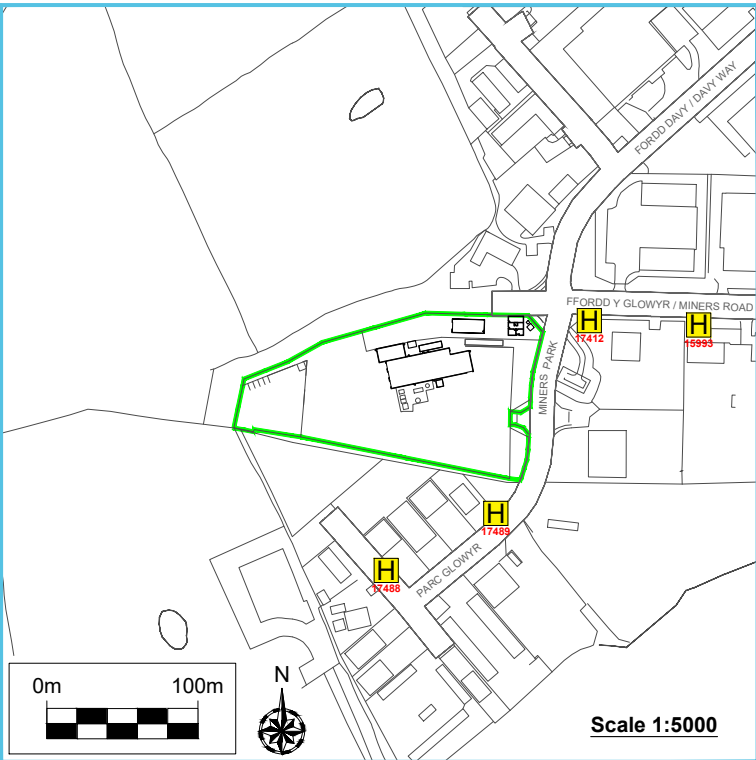 FORDD DAVY / DAVY WAY
FFORDD Y GLOWYR / MINERS ROAD
H
17412
H
15993
MINERS PARK
H
17489
H
17488
PARC GLOWYR
0m 100m
N
Scale 1:5000